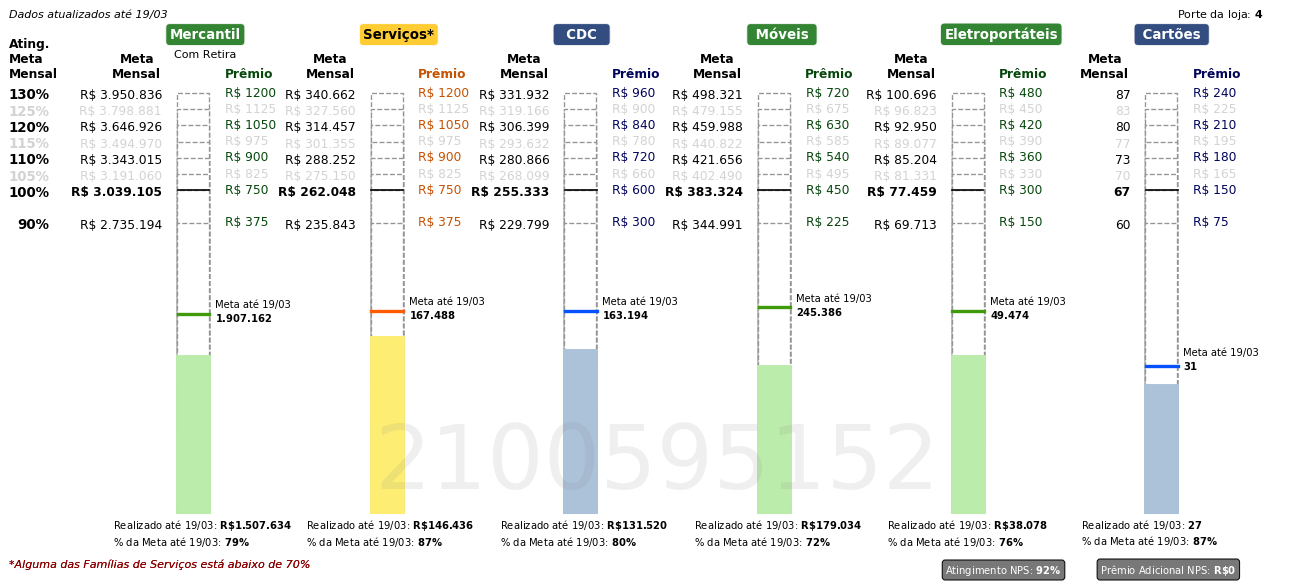 Dados atualizados até 19/03
Porte da loja: 4
Mercantil Serviços* CDC Móveis Eletroportáteis Cartões
Com Retira
Ating. Meta Mensal
Meta Mensal Prêmio Meta Mensal Prêmio Meta Mensal Prêmio Meta Mensal Prêmio Meta Mensal Prêmio Meta Mensal Prêmio
130% R$ 3.950.836 R$ 1200 R$ 340.662 R$ 1200 R$ 331.932 R$ 960 R$ 498.321 R$ 720 R$ 100.696 R$ 480 87 R$ 240
125% R$ 3.798.881 R$ 1125 R$ 327.560 R$ 1125 R$ 319.166 R$ 900 R$ 479.155 R$ 675 R$ 96.823 R$ 450 83 R$ 225
120% R$ 3.646.926 R$ 1050 R$ 314.457 R$ 1050 R$ 306.399 R$ 840 R$ 459.988 R$ 630 R$ 92.950 R$ 420 80 R$ 210
115% R$ 3.494.970 R$ 975 R$ 301.355 R$ 975 R$ 293.632 R$ 780 R$ 440.822 R$ 585 R$ 89.077 R$ 390 77 R$ 195
110% R$ 3.343.015 R$ 900 R$ 288.252 R$ 900 R$ 280.866 R$ 720 R$ 421.656 R$ 540 R$ 85.204 R$ 360 73 R$ 180
105% R$ 3.191.060 R$ 825 R$ 275.150 R$ 825 R$ 268.099 R$ 660 R$ 402.490 R$ 495 R$ 81.331 R$ 330 70 R$ 165
100% R$ 3.039.105 R$ 750 R$ 262.048 R$ 750 R$ 255.333 R$ 600 R$ 383.324 R$ 450 R$ 77.459 R$ 300 67 R$ 150
90% R$ 2.735.194 R$ 375 R$ 235.843 R$ 375 R$ 229.799 R$ 300 R$ 344.991 R$ 225 R$ 69.713 R$ 150 60 R$ 75
Meta até 19/03 Meta até 19/03 Meta até 19/03 Meta até 19/03 Meta até 19/03
1.907.162 167.488 163.194 245.386 49.474
Meta até 19/03
31
2100595152
Realizado até 19/03: R$1.507.634 Realizado até 19/03: R$146.436 Realizado até 19/03: R$131.520 Realizado até 19/03: R$179.034 Realizado até 19/03: R$38.078 Realizado até 19/03: 27
% da Meta até 19/03: 79% % da Meta até 19/03: 87% % da Meta até 19/03: 80% % da Meta até 19/03: 72% % da Meta até 19/03: 76% % da Meta até 19/03: 87%
*Alguma das Famílias de Serviços está abaixo de 70%
Atingimento NPS: 92% Prêmio Adicional NPS: R$0